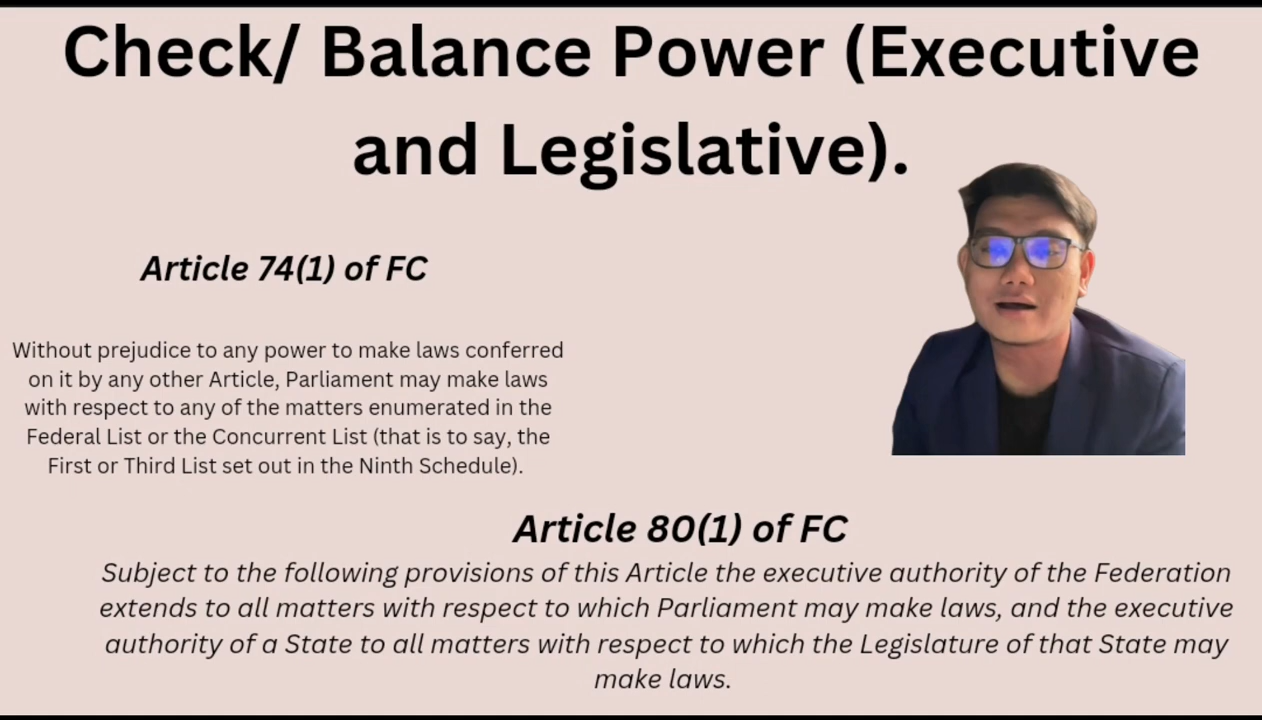 Check/ Balance Power (Executive
and Legislative).
Article 74(1) of FC
Without prejudice to any power to make laws conferred
on it by any other Article, Parliament may make laws
with respect to any of the matters enumerated in the
Federal List or the Concurrent List (that is to say, the
First or Third List set out in the Ninth Schedule).
Article 80(1) of FC
Subject to the following provisions of this Article the executive authority of the Federation
extends to all matters with respect to which Parliament may make laws, and the executive
authority of a State to all matters with respect to which the Legislature of that State may
make laws.